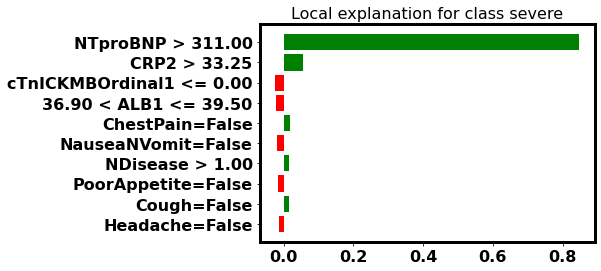 Local explanation for class severe
NTproBNP > 311.00
CRP2 > 33.25
cTnICKMBOrdinal1 <= 0.00
36.90 < ALB1 <= 39.50
ChestPain=False
NauseaNVomit=False
NDisease > 1.00
PoorAppetite=False
Cough=False
Headache=False
0.0 0.2 0.4 0.6 0.8